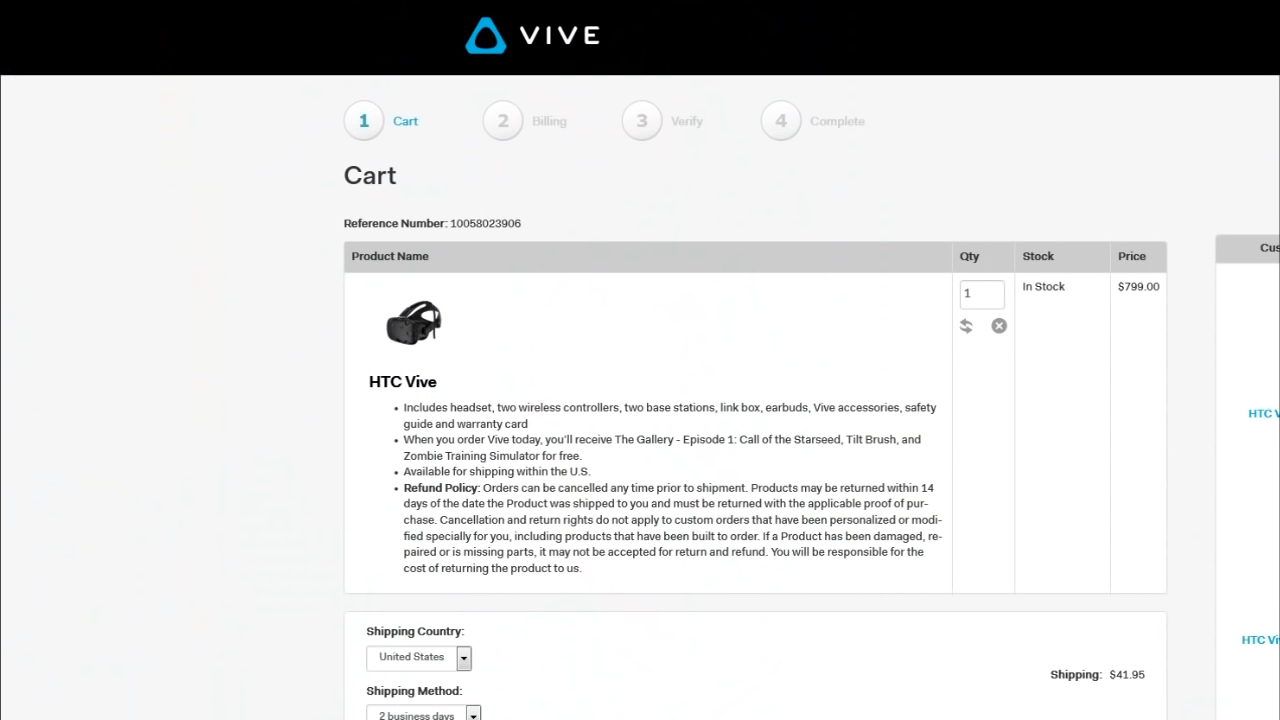 VIVE
1 Cart 2 Billing 3 Verify 4 Complete
Cart
Reference Number: 10058023906
Product Name Qty Stock Price
1 In Stock $799.00
HTC Vive
• Includes headset, two wireless controllers, two base stations, link box, earbuds, Vive accessories, safety
guide and warranty card
• When you order Vive today, you'll receive The Gallery - Episode 1: Call of the Starseed, Tilt Brush, and
Zombie Training Simulator for free.
• Available for shipping within the U.S.
• Refund Policy: Orders can be cancelled any time prior to shipment. Products may be returned within 14
days of the date the Product was shipped to you and must be returned with the applicable proof of pur-
chase. Cancellation and return rights do not apply to custom orders that have been personalized or modi-
fied specially for you, including products that have been built to order. If a Product has been damaged, re-
paired or is missing parts, it may not be accepted for return and refund. You will be responsible for the
cost of returning the product to us.
Shipping Country:
United States
Shipping: $41.95
Shipping Method:
2 business days
Cus
HTC V
HTC Vi